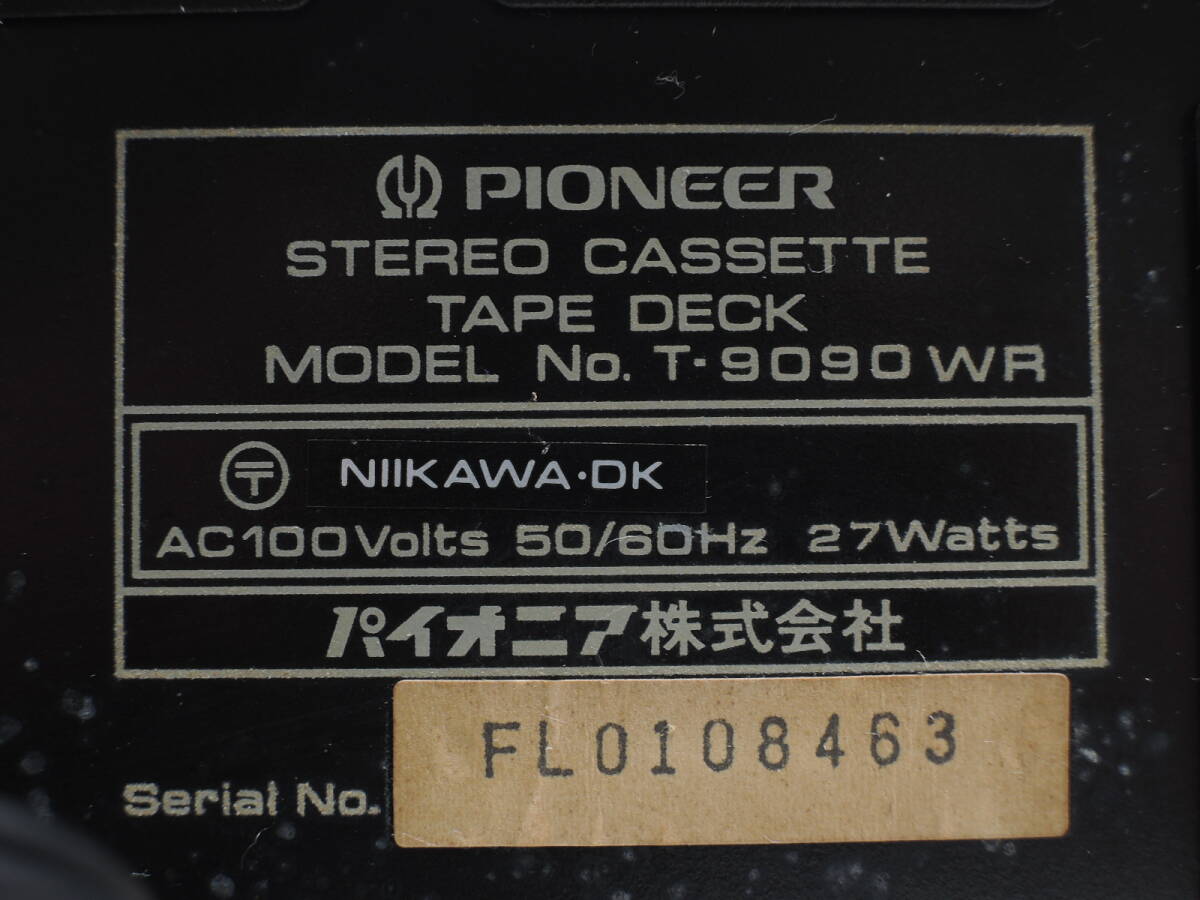 PIONEER
STEREO CASSETTE
TAPE DECK
MODEL No. T-9090WR
〒 NIIKAWA・DK
AC100Volts 50/60Hz 27Watts
パイオニア株式会社
Serial No. FL0108463